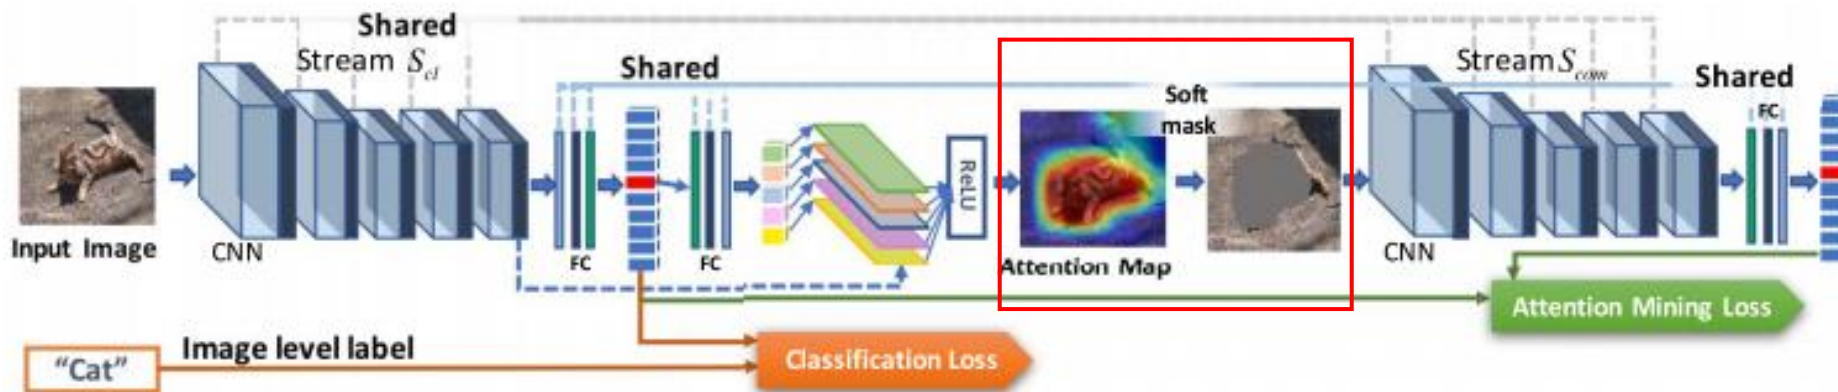 Shared
Stream S_cl
Shared
Stream S_com
Shared
Soft
mask
FC
ReLU
Input Image
CNN
FC
FC
Attention Map
CNN
Attention Mining Loss
"Cat"
Image level label
Classification Loss